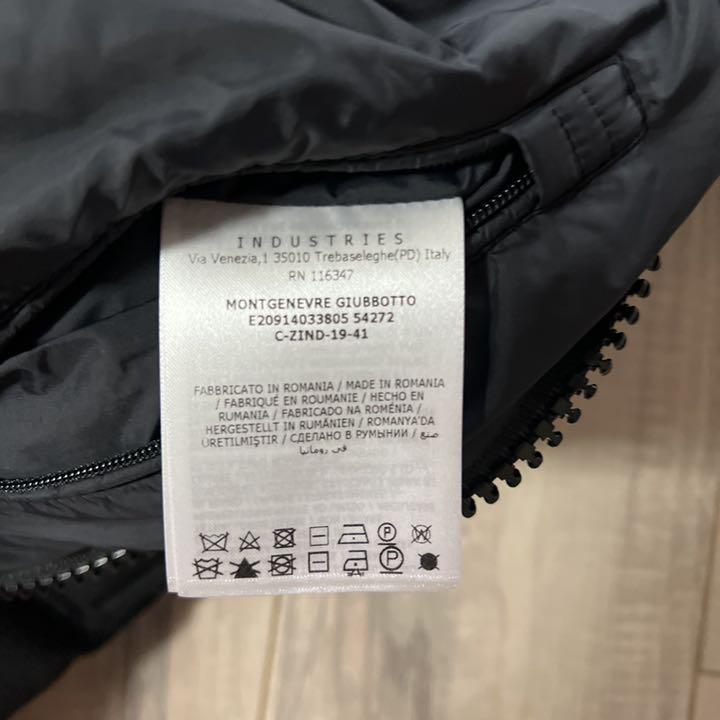 INDUSTRIES
Via Venezia,1 35010 Trebaseleghe(PD) Italy
RN 116347
MONTGENEVRE GIUBBOTTO
E20914033805 54272
C-ZIND-19-41
FABBRICATO IN ROMANIA / MADE IN ROMANIA
/ FABRIQUÉ EN ROUMANIE / HECHO EN
RUMANIA / FABRICADO NA ROMÉNIA /
HERGESTELLT IN RUMÄNIEN / ROMANYA'DA
ÜRETILMIŞTIR / СДЕЛАНО В РУМЫНИИ / صنع
في رومانيا
P
W
P